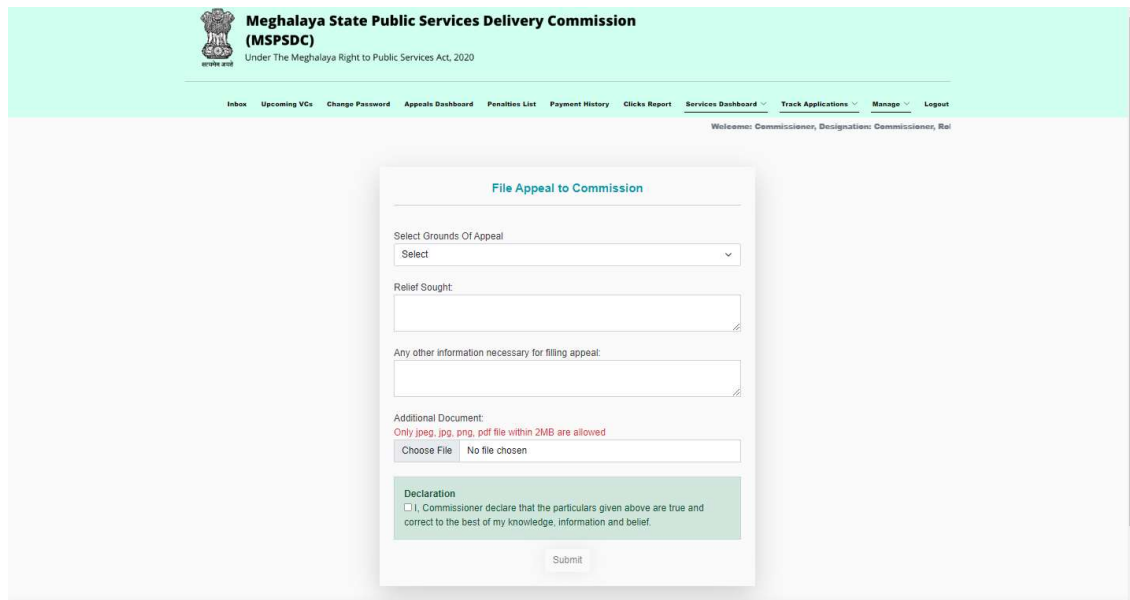 Meghalaya State Public Services Delivery Commission
(MSPSDC)
Under The Meghalaya Right to Public Services Act, 2020
सत्यमेव जयते
Inbox Upcoming VCs Change Password Appeals Dashboard Penalties List Payment History Clicks Report Services Dashboard Track Applications Manage Logout
Welcome: Commissioner, Designation: Commissioner,
File Appeal to Commission
Select Grounds Of Appeal
Select
Relief Sought:
Any other information necessary for filling appeal:
Additional Document:
Only jpeg, jpg, png, pdf file within 2MB are allowed
Choose File No file chosen
Declaration
I, Commissioner declare that the particulars given above are true and
correct to the best of my knowledge, information and belief.
Submit